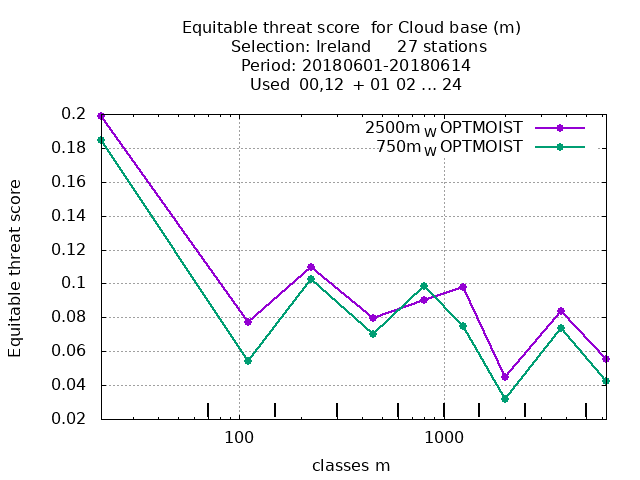 Equitable threat score  for Cloud base (m)
Selection: Ireland     27 stations
Period: 20180601-20180614
Used  00,12  + 01 02 ... 24
2500m W OPTMOIST
750m W OPTMOIST
Equitable threat score
0.2
0.18
0.16
0.14
0.12
0.1
0.08
0.06
0.04
0.02
100 1000
classes m